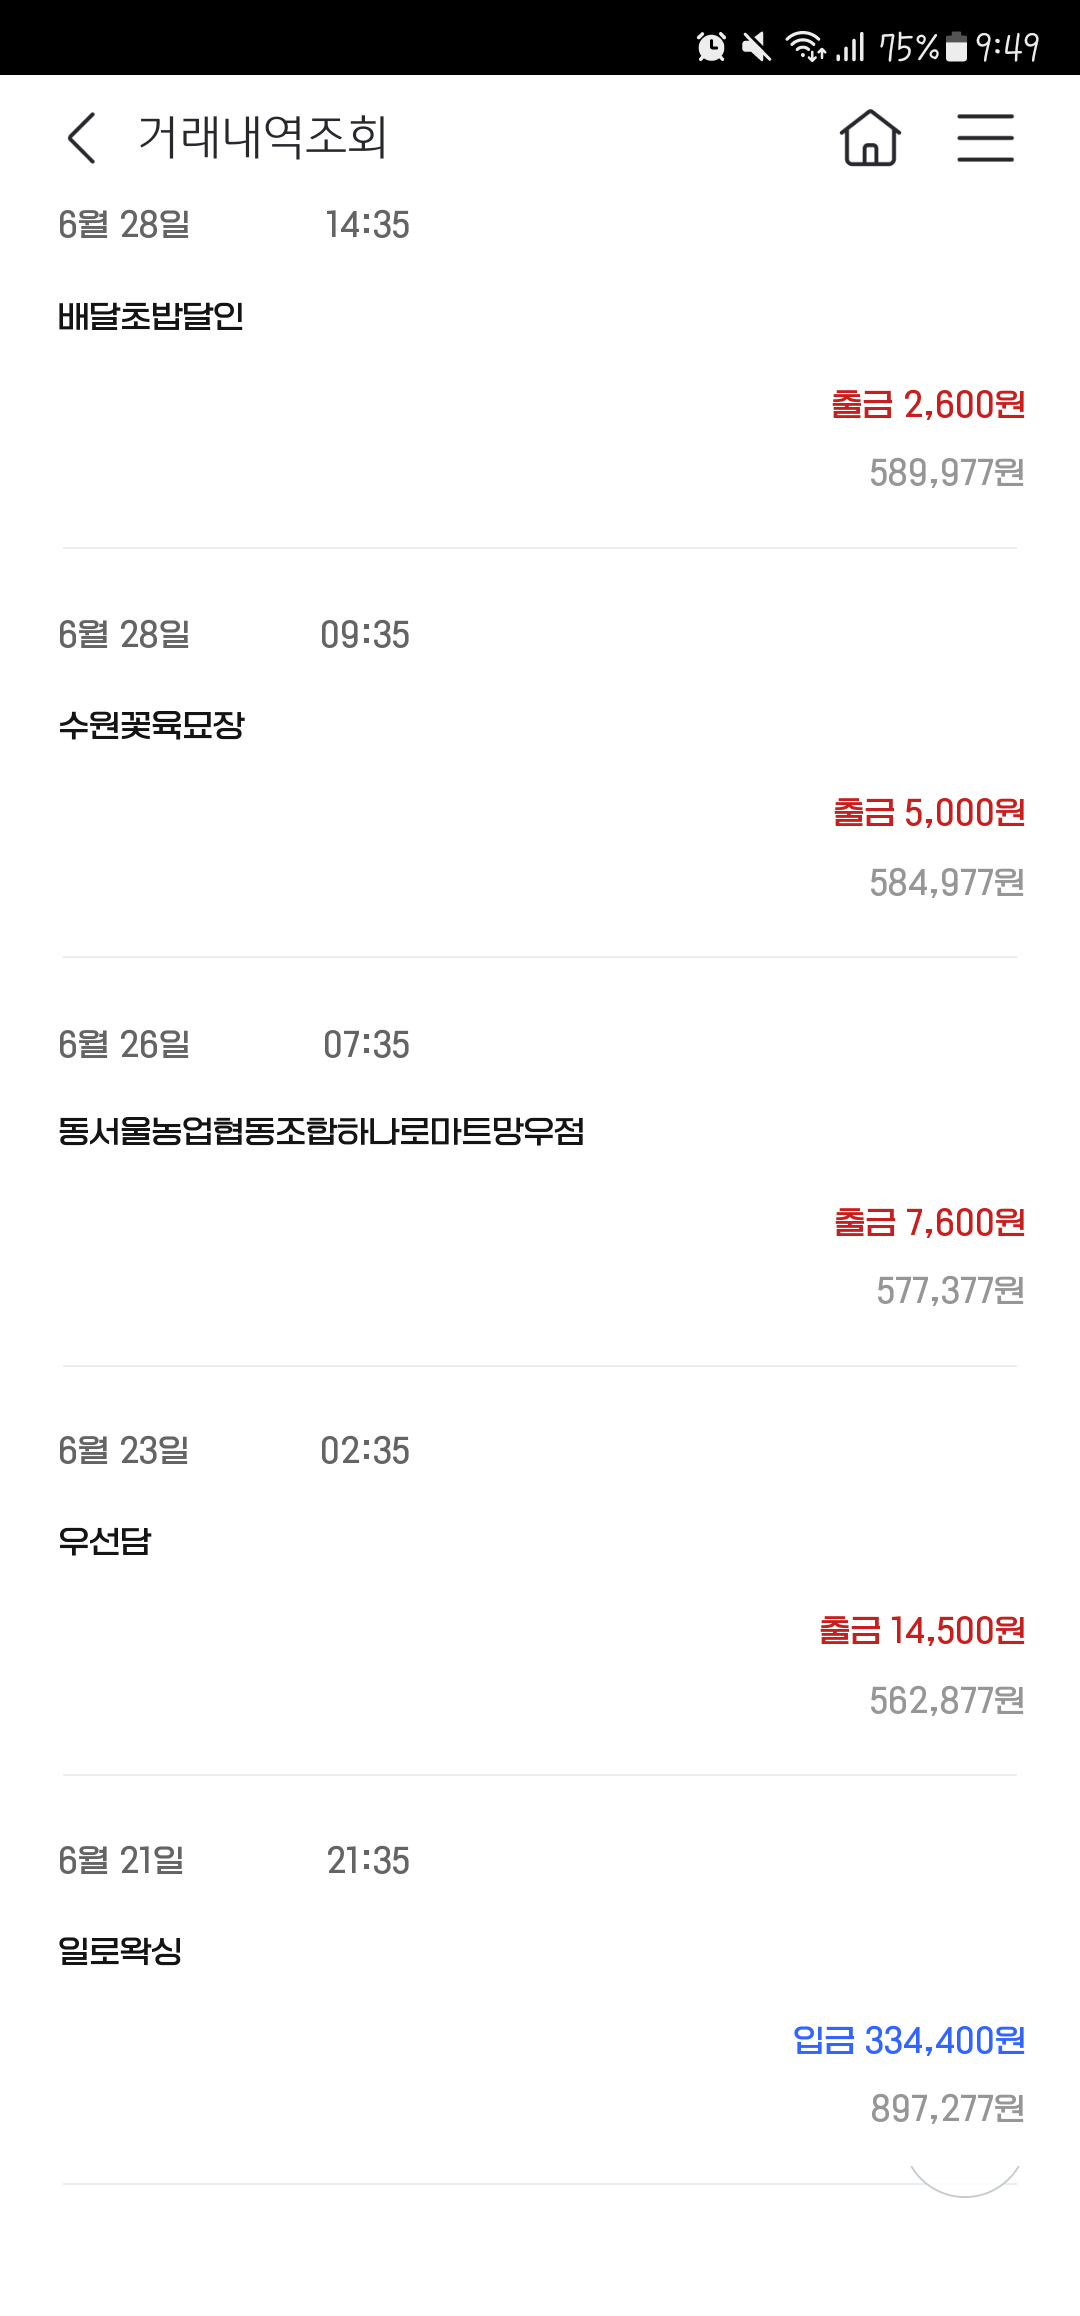 75% 9:49
거래내역조회
6월 28일 14:35
배달초밥달인
출금 2,600원
589,977원
6월 28일 09:35
수원꽃육묘장
출금 5,000원
584,977원
6월 26일 07:35
동서울농업협동조합하나로마트망우점
출금 7,600원
577,377원
6월 23일 02:35
우선담
출금 14,500원
562,877원
6월 21일 21:35
일로왁싱
입금 334,400원
897,277원